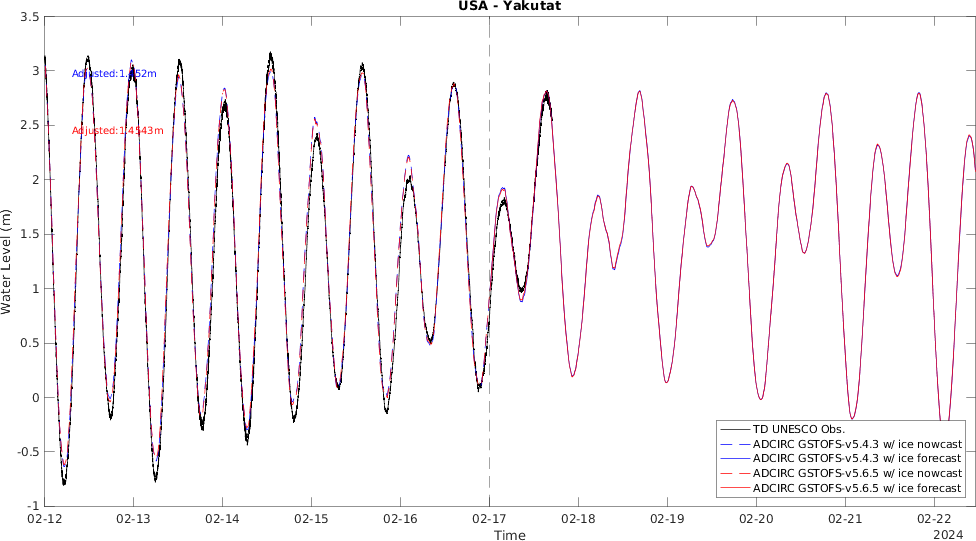 USA - Yakutat
3.5
3
2.5
2
1.5
1
0.5
0
-0.5
-1
Water Level (m)
Adjusted:1.452m
Adjusted:1.4543m
TD UNESCO Obs.
ADCIRC GSTOFS-v5.4.3 w/ ice nowcast
ADCIRC GSTOFS-v5.4.3 w/ ice forecast
ADCIRC GSTOFS-v5.6.5 w/ ice nowcast
ADCIRC GSTOFS-v5.6.5 w/ ice forecast
02-12 02-13 02-14 02-15 02-16 02-17 02-18 02-19 02-20 02-21 02-22
Time 2024